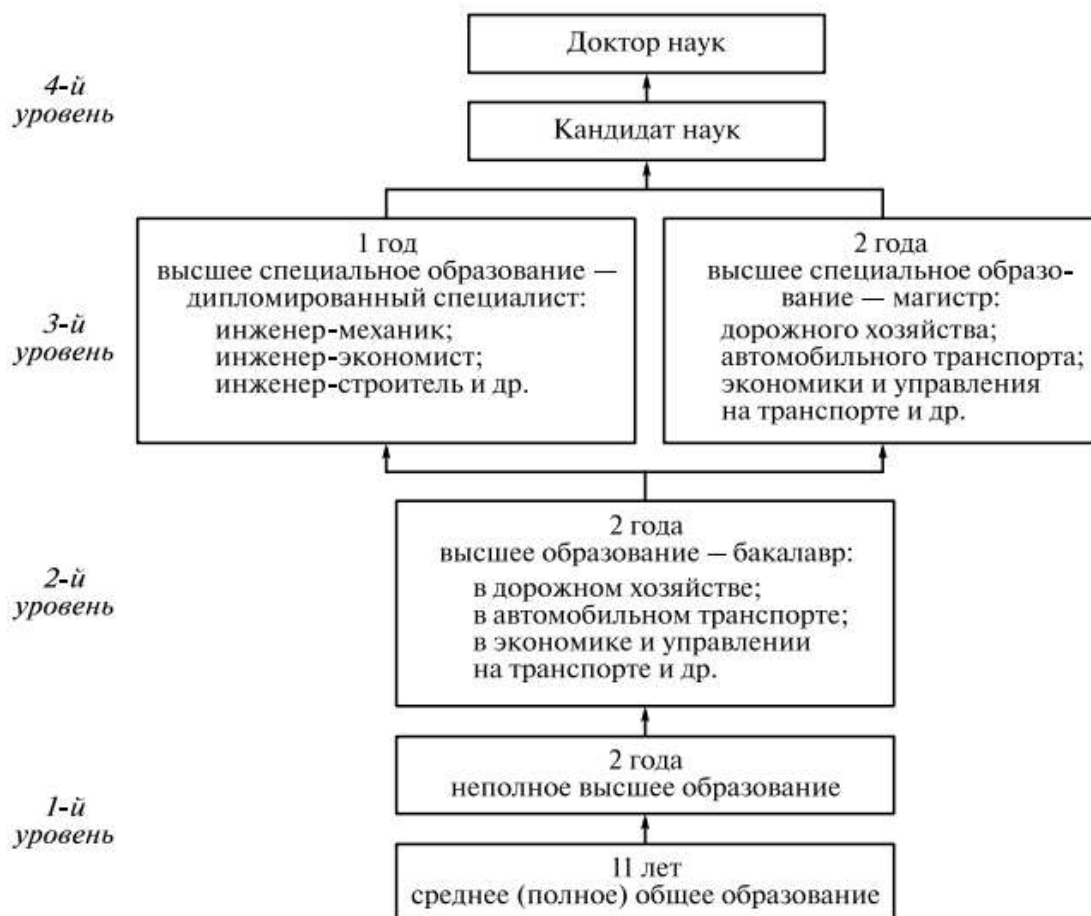 4-й
уровень
Доктор наук
Кандидат наук
3-й
уровень
1 год
высшее специальное образование —
дипломированный специалист:
инженер-механик;
инженер-экономист;
инженер-строитель и др.
2 года
высшее специальное образо-
вание — магистр:
дорожного хозяйства;
автомобильного транспорта;
экономики и управления
на транспорте и др.
2-й
уровень
2 года
высшее образование — бакалавр:
в дорожном хозяйстве;
в автомобильном транспорте;
в экономике и управлении
на транспорте и др.
1-й
уровень
2 года
неполное высшее образование
11 лет
среднее (полное) общее образование